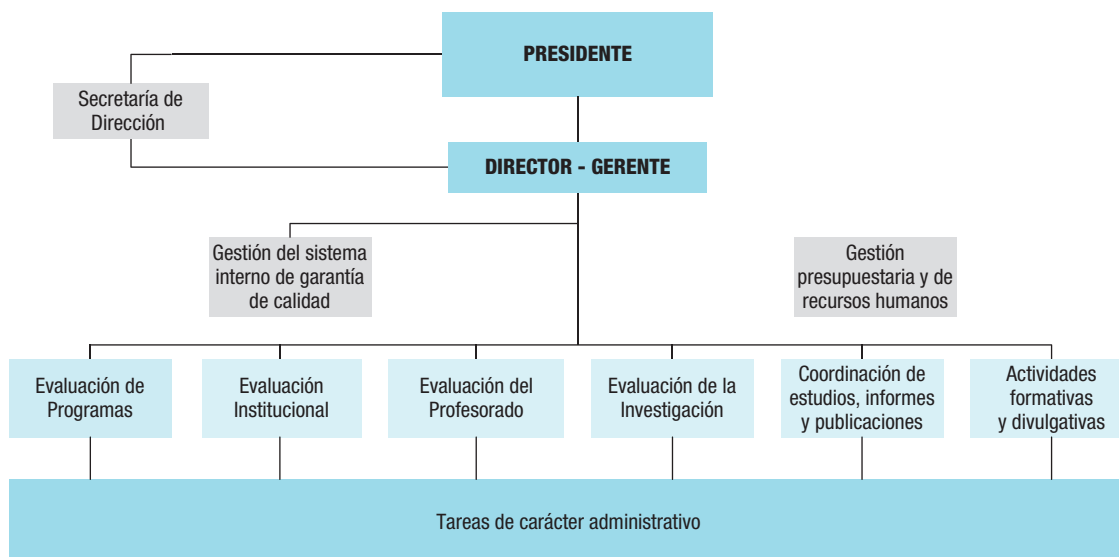 PRESIDENTE
Secretaría de
Dirección
DIRECTOR - GERENTE
Gestión del sistema
interno de garantía
de calidad
Gestión
presupuestaria y de
recursos humanos
Evaluación de
Programas
Evaluación
Institucional
Evaluación del
Profesorado
Evaluación de la
Investigación
Coordinación de
estudios, informes
y publicaciones
Actividades
formativas
y divulgativas
Tareas de carácter administrativo